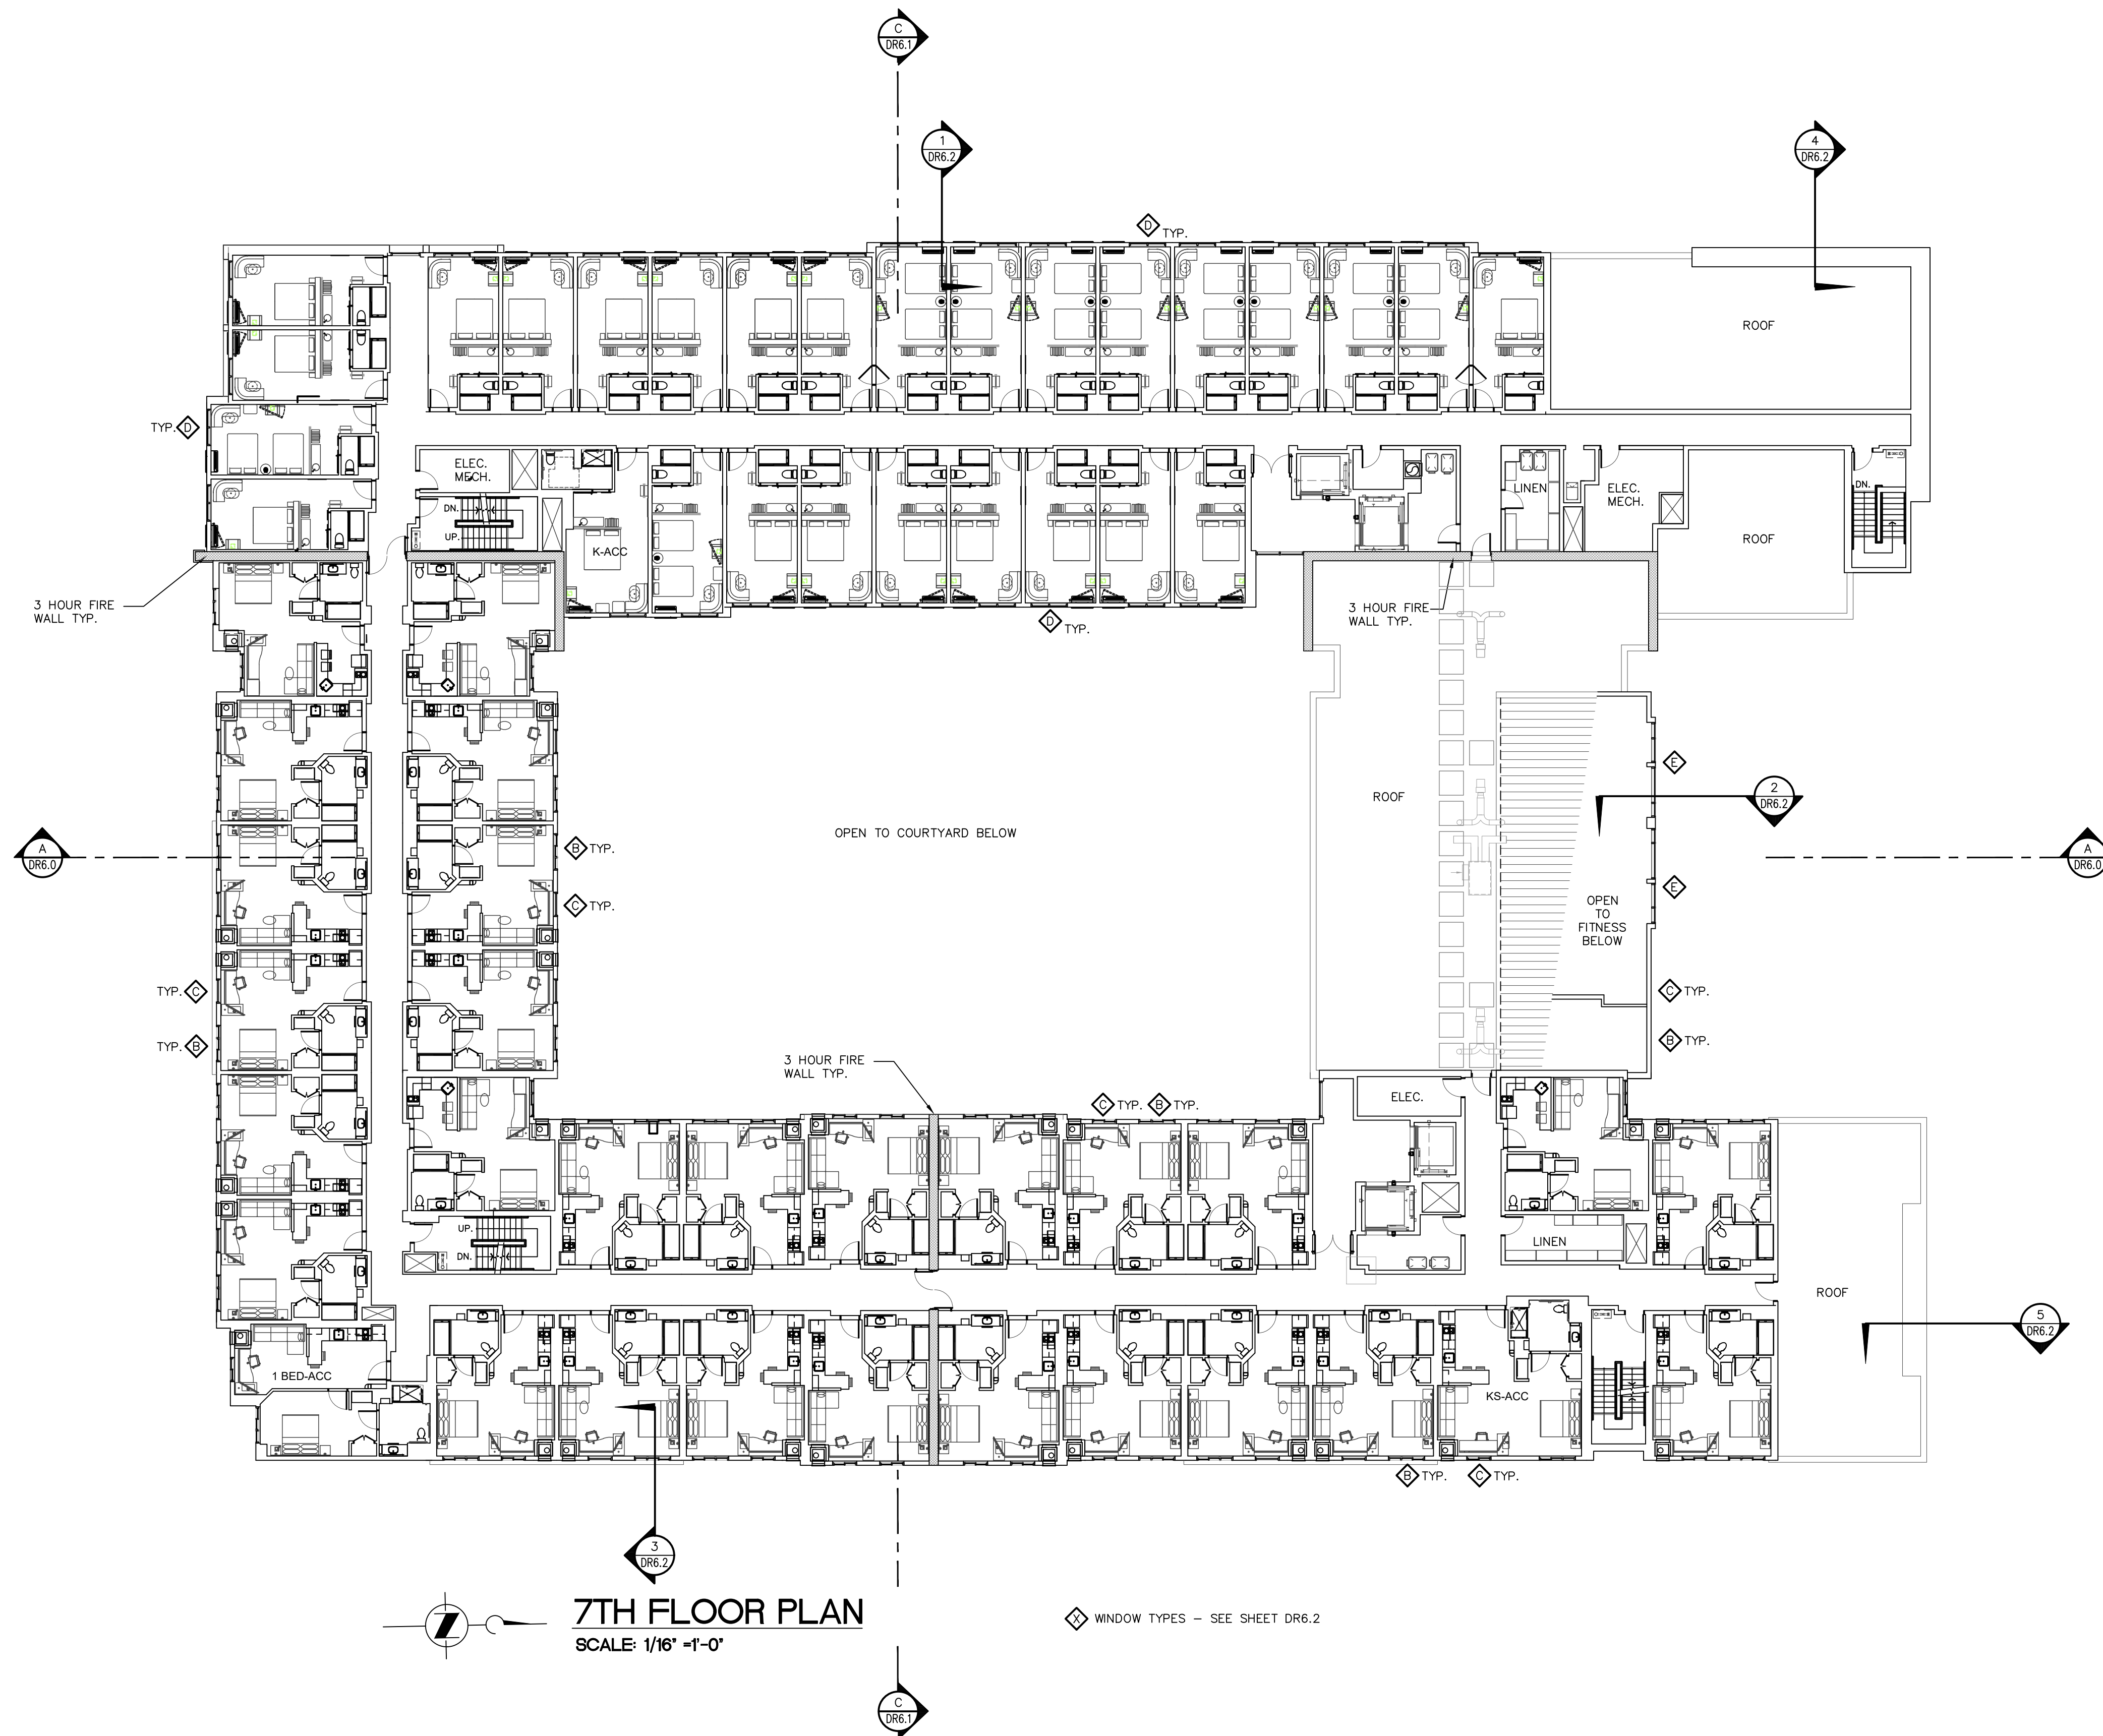 C
DR6.1
1
DR6.2
4
DR6.2
D TYP.
ROOF
TYP. D
ELEC.
MECH.
DN.
UP.
K-ACC
LINEN
ELEC.
MECH.
DN.
ROOF
3 HOUR FIRE
WALL TYP.
3 HOUR FIRE
WALL TYP.
D TYP.
E
2
DR6.2
ROOF
OPEN TO COURTYARD BELOW
B TYP.
A
DR6.0
A
DR6.0
C TYP.
E
OPEN
TO
FITNESS
BELOW
TYP. C
C TYP.
TYP. B
B TYP.
3 HOUR FIRE
WALL TYP.
C TYP. B TYP.
ELEC.
UP.
DN.
LINEN
ROOF
5
DR6.2
1 BED-ACC
KS-ACC
B TYP. C TYP.
3
DR6.2
7TH FLOOR PLAN
SCALE: 1/16" =1'-0"
X WINDOW TYPES – SEE SHEET DR6.2
C
DR6.1